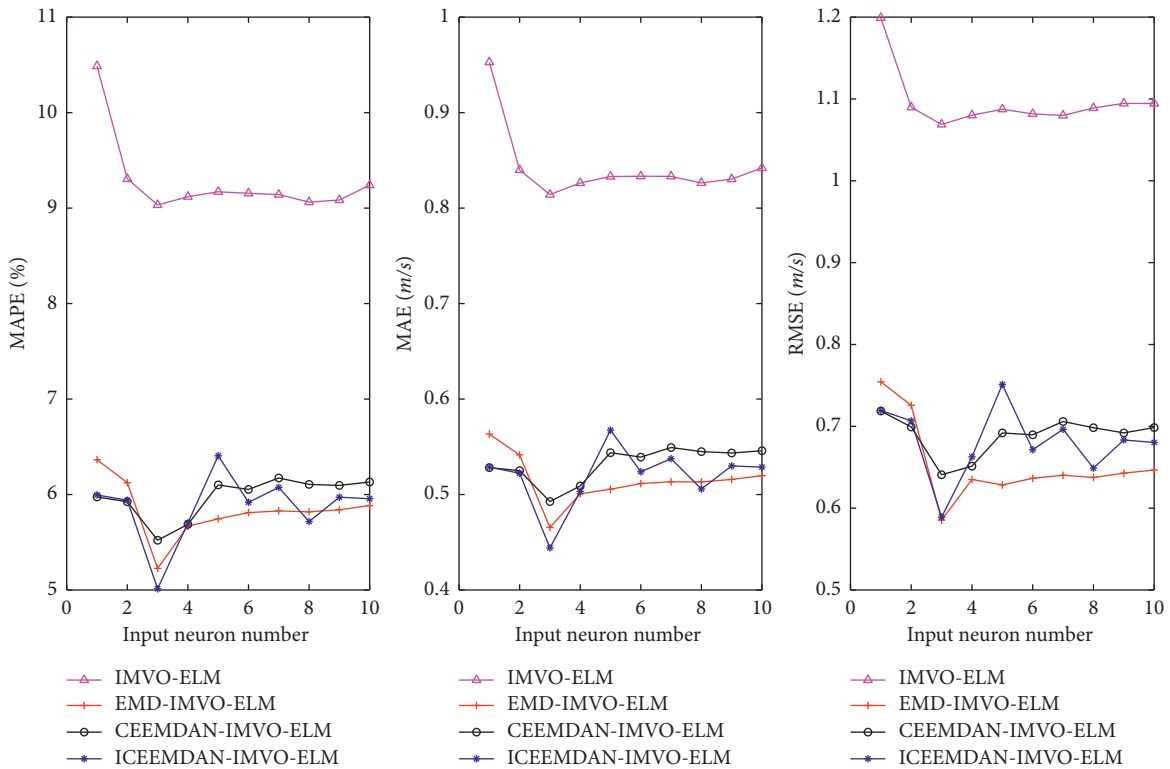 11
10
9
8
7
6
5
MAPE (%)
0 2 4 6 8 10
Input neuron number
IMVO-ELM
EMD-IMVO-ELM
CEEMDAN-IMVO-ELM
ICEEMDAN-IMVO-ELM
1
0.9
0.8
0.7
0.6
0.5
0.4
MAE (m/s)
0 2 4 6 8 10
Input neuron number
IMVO-ELM
EMD-IMVO-ELM
CEEMDAN-IMVO-ELM
ICEEMDAN-IMVO-ELM
1.2
1.1
1
0.9
0.8
0.7
0.6
0.5
RMSE (m/s)
0 2 4 6 8 10
Input neuron number
IMVO-ELM
EMD-IMVO-ELM
CEEMDAN-IMVO-ELM
ICEEMDAN-IMVO-ELM